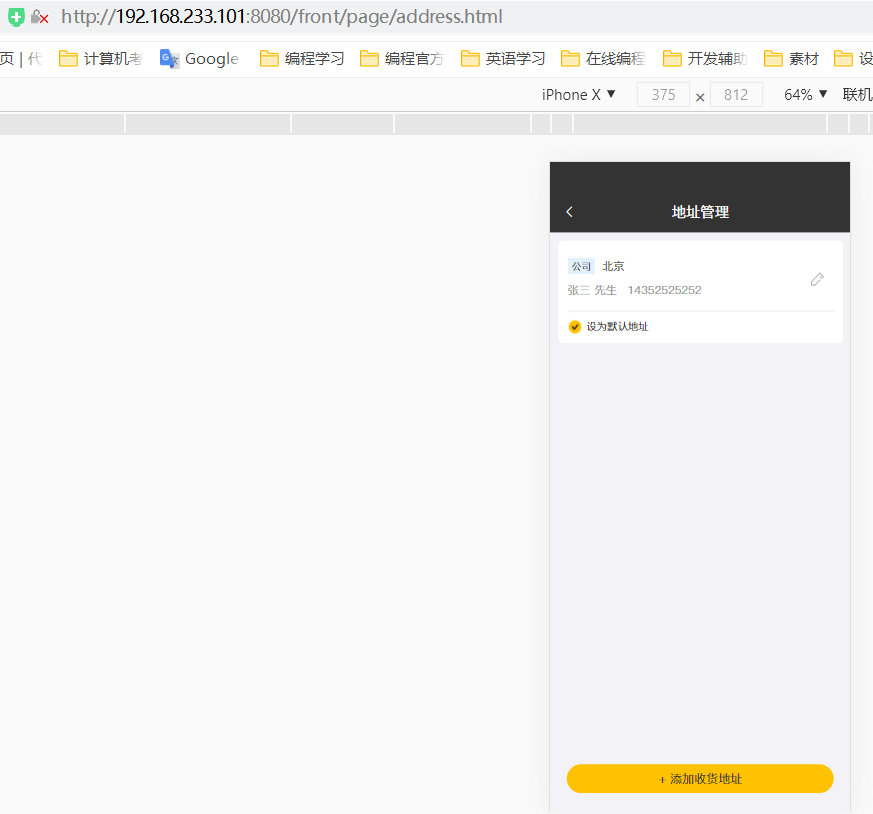 http://192.168.233.101:8080/front/page/address.html
页 | 代 计算机考 Google 编程学习 编程官方 英语学习 在线编程 开发辅助 素材 设
iPhone X ▼ 375 × 812 64% ▼ 联机
地址管理
公司 北京
张三 先生 14352525252
设为默认地址
+ 添加收货地址